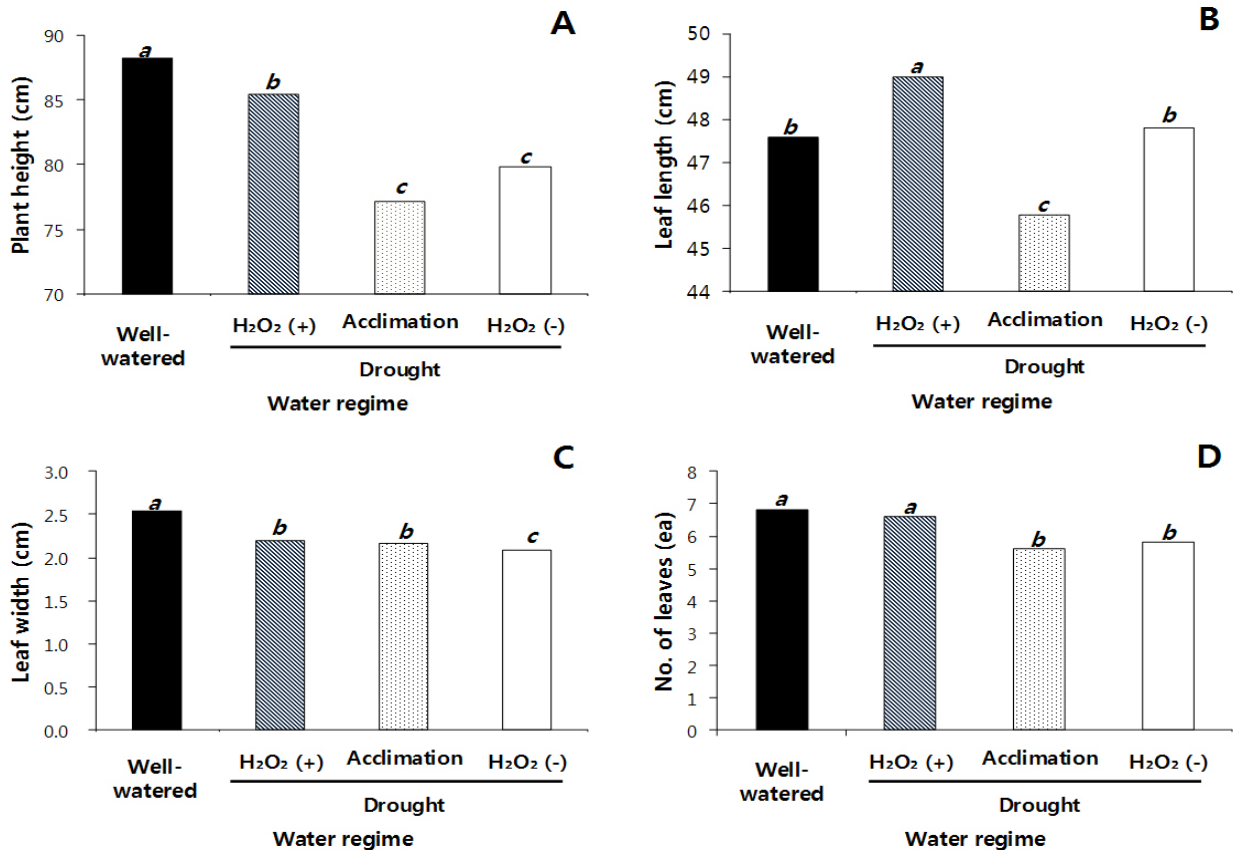 A
Plant height (cm)
90
85
80
75
70
a
b
c
c
Well-
watered
H₂O₂ (+)
Acclimation
H₂O₂ (-)
Drought
Water regime
B
Leaf length (cm)
50
49
48
47
46
45
44
b
a
c
b
Well-
watered
H₂O₂ (+)
Acclimation
H₂O₂ (-)
Drought
Water regime
C
Leaf width (cm)
3.0
2.5
2.0
1.5
1.0
0.5
0.0
a
b
b
c
Well-
watered
H₂O₂ (+)
Acclimation
H₂O₂ (-)
Drought
Water regime
D
No. of leaves (ea)
8
7
6
5
4
3
2
1
0
a
a
b
b
Well-
watered
H₂O₂ (+)
Acclimation
H₂O₂ (-)
Drought
Water regime